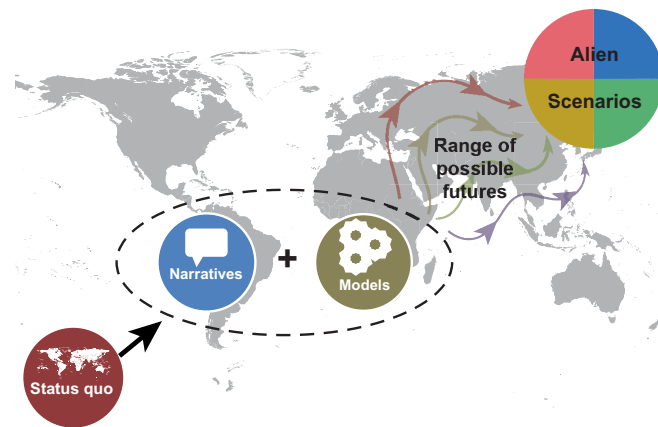 Alien
Scenarios
Range of
possible
futures
Narratives
+
Models
Status quo